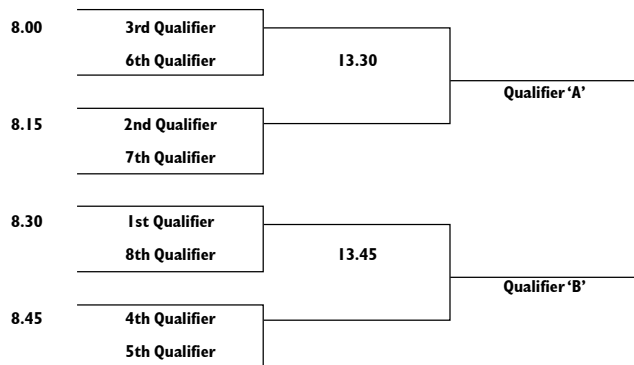 8.00 3rd Qualifier
6th Qualifier 13.30
Qualifier ‘A’
8.15 2nd Qualifier
7th Qualifier
8.30 1st Qualifier
8th Qualifier 13.45
Qualifier ‘B’
8.45 4th Qualifier
5th Qualifier